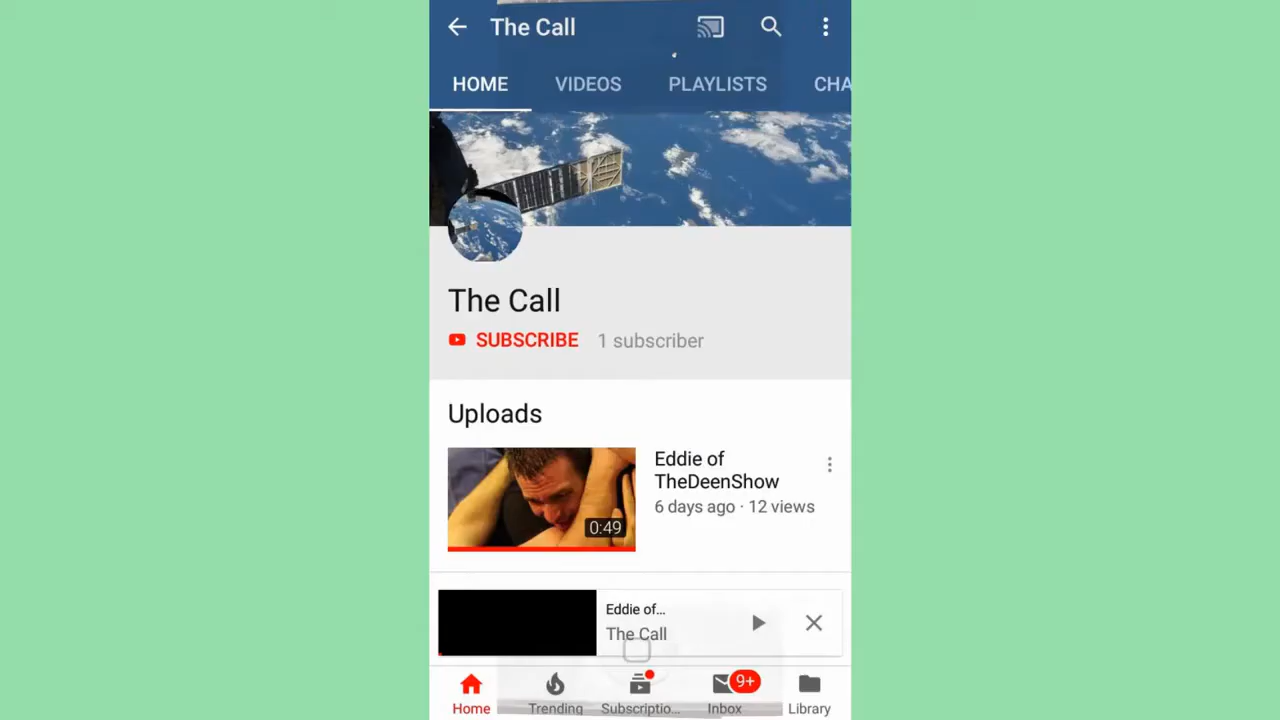 The Call
HOME VIDEOS PLAYLISTS CHA
The Call
SUBSCRIBE 1 subscriber
Uploads
Eddie of
TheDeenShow
6 days ago · 12 views
0:49
Eddie of...
The Call
9+
Home Trending Subscriptio... Inbox Library